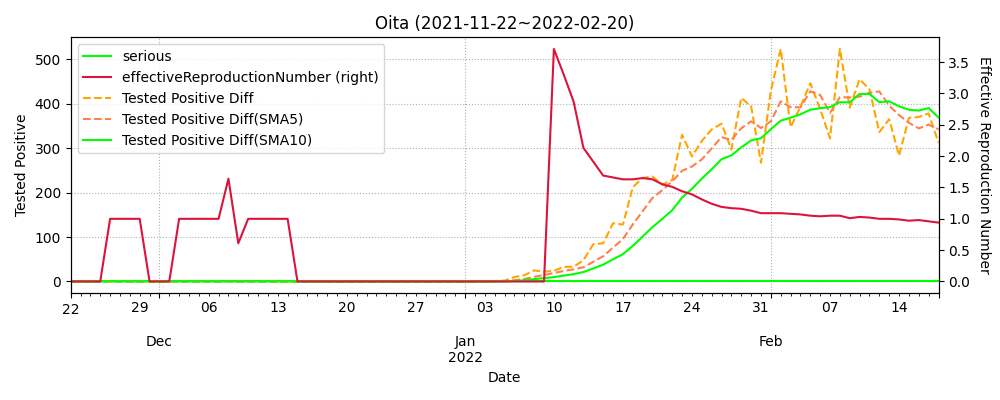 Oita (2021-11-22~2022-02-20)
serious
effectiveReproductionNumber (right)
Tested Positive Diff
Tested Positive Diff(SMA5)
Tested Positive Diff(SMA10)
Tested Positive
500
400
300
200
100
0
Effective Reproduction Number
3.5
3.0
2.5
2.0
1.5
1.0
0.5
0.0
22 29 06 13 20 27 03 10 17 24 31 07 14
Dec Jan Feb
2022
Date